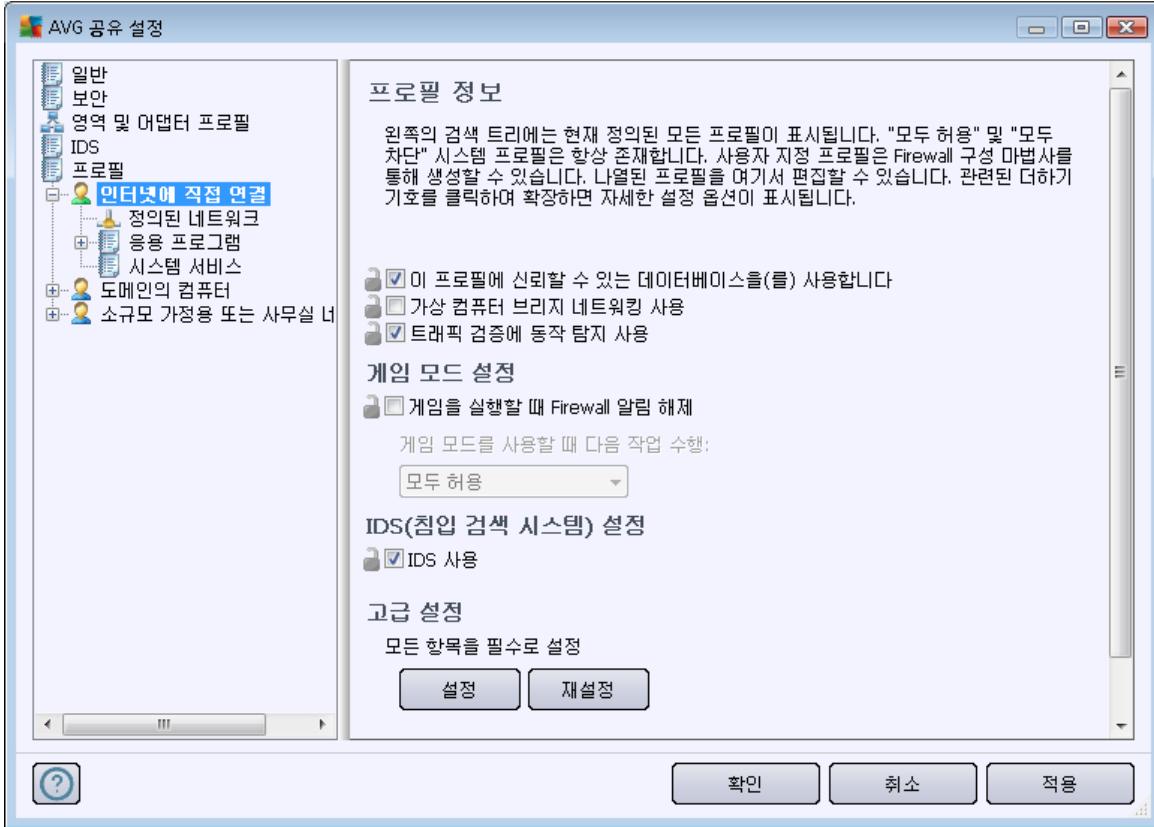 AVG 공유 설정
일반
보안
영역 및 어댑터 프로필
IDS
프로필
인터넷에 직접 연결
정의된 네트워크
응용 프로그램
시스템 서비스
도메인의 컴퓨터
소규모 가정용 또는 사무실 네
프로필 정보
왼쪽의 검색 트리에는 현재 정의된 모든 프로필이 표시됩니다. "모두 허용" 및 "모두
차단" 시스템 프로필은 항상 존재합니다. 사용자 지정 프로필은 Firewall 구성 마법사를
통해 생성할 수 있습니다. 나열된 프로필을 여기서 편집할 수 있습니다. 관련된 더하기
기호를 클릭하여 확장하면 자세한 설정 옵션이 표시됩니다.
이 프로필에 신뢰할 수 있는 데이터베이스을(를) 사용합니다
가상 컴퓨터 브리지 네트워킹 사용
트래픽 검증에 동작 탐지 사용
게임 모드 설정
게임을 실행할 때 Firewall 알림 해제
게임 모드를 사용할 때 다음 작업 수행:
모두 허용
IDS(침입 검색 시스템) 설정
IDS 사용
고급 설정
모든 항목을 필수로 설정
설정 재설정
확인 취소 적용